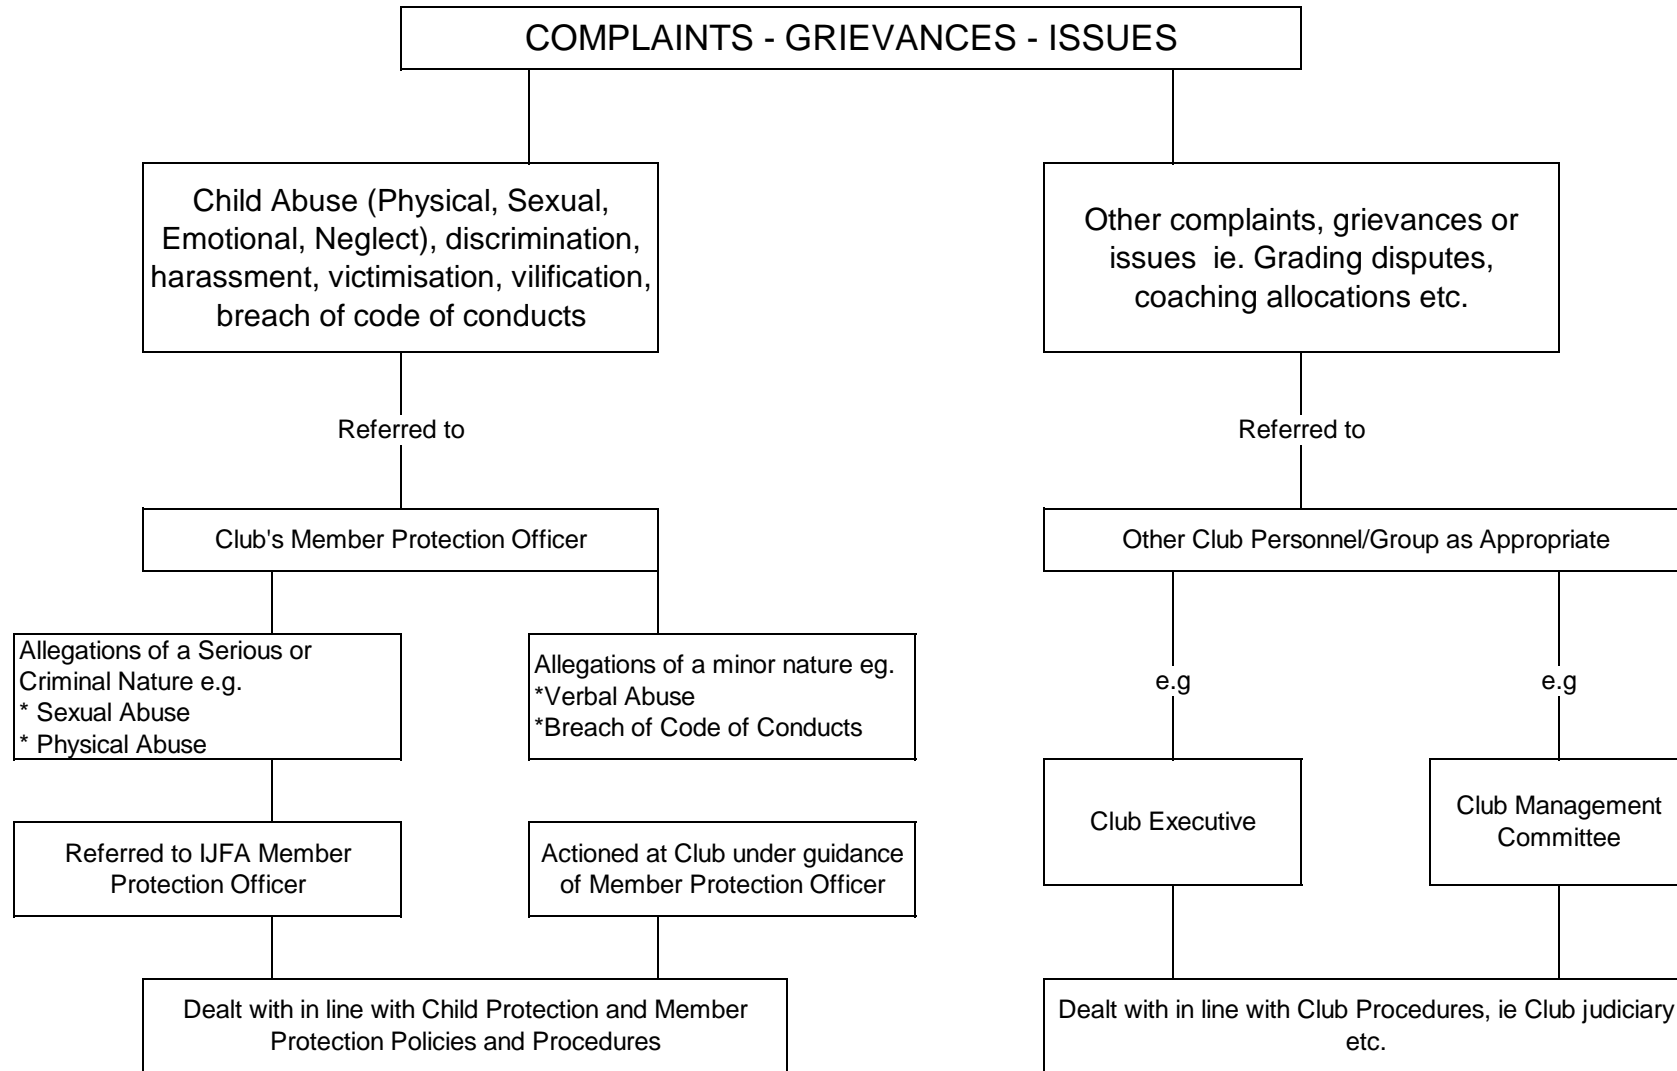 COMPLAINTS - GRIEVANCES - ISSUES
Child Abuse (Physical, Sexual,
Emotional, Neglect), discrimination,
harassment, victimisation, vilification,
breach of code of conducts
Other complaints, grievances or
issues  ie. Grading disputes,
coaching allocations etc.
Referred to
Referred to
Club's Member Protection Officer
Other Club Personnel/Group as Appropriate
Allegations of a Serious or
Criminal Nature e.g.
* Sexual Abuse
* Physical Abuse
Allegations of a minor nature eg.
*Verbal Abuse
*Breach of Code of Conducts
e.g
e.g
Referred to IJFA Member
Protection Officer
Actioned at Club under guidance
of Member Protection Officer
Club Executive
Club Management
Committee
Dealt with in line with Child Protection and Member
Protection Policies and Procedures
Dealt with in line with Club Procedures, ie Club judiciary
etc.